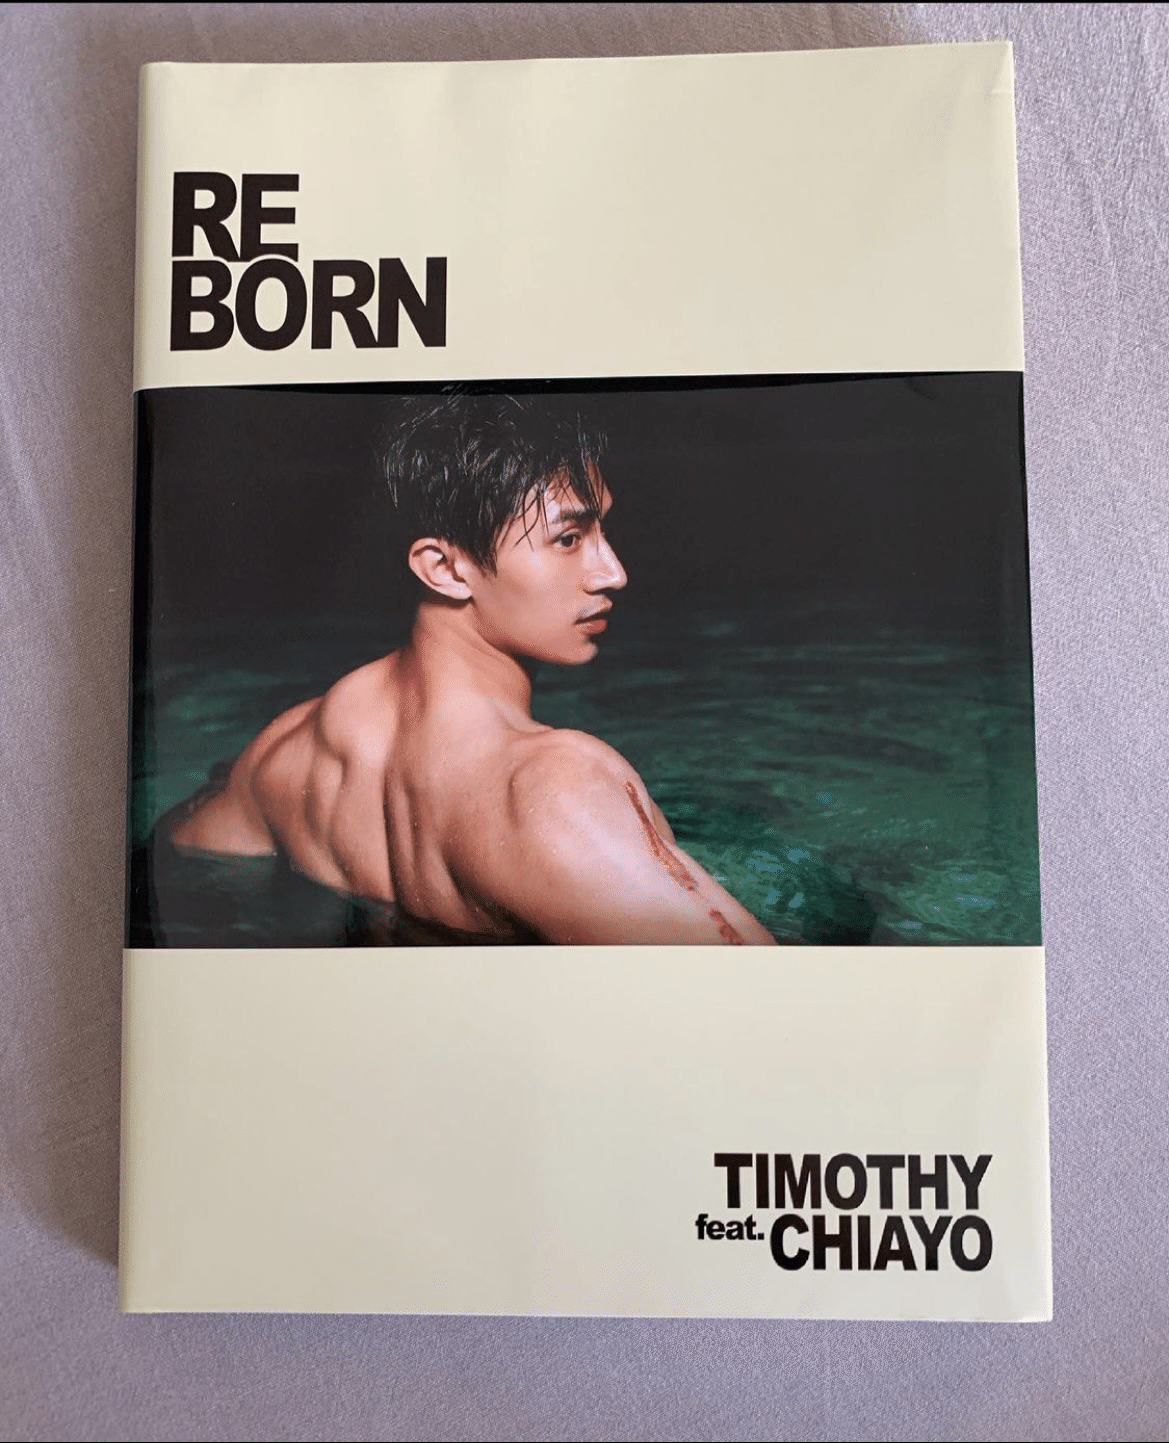 RE
BORN
TIMOTHY
feat. CHIAYO